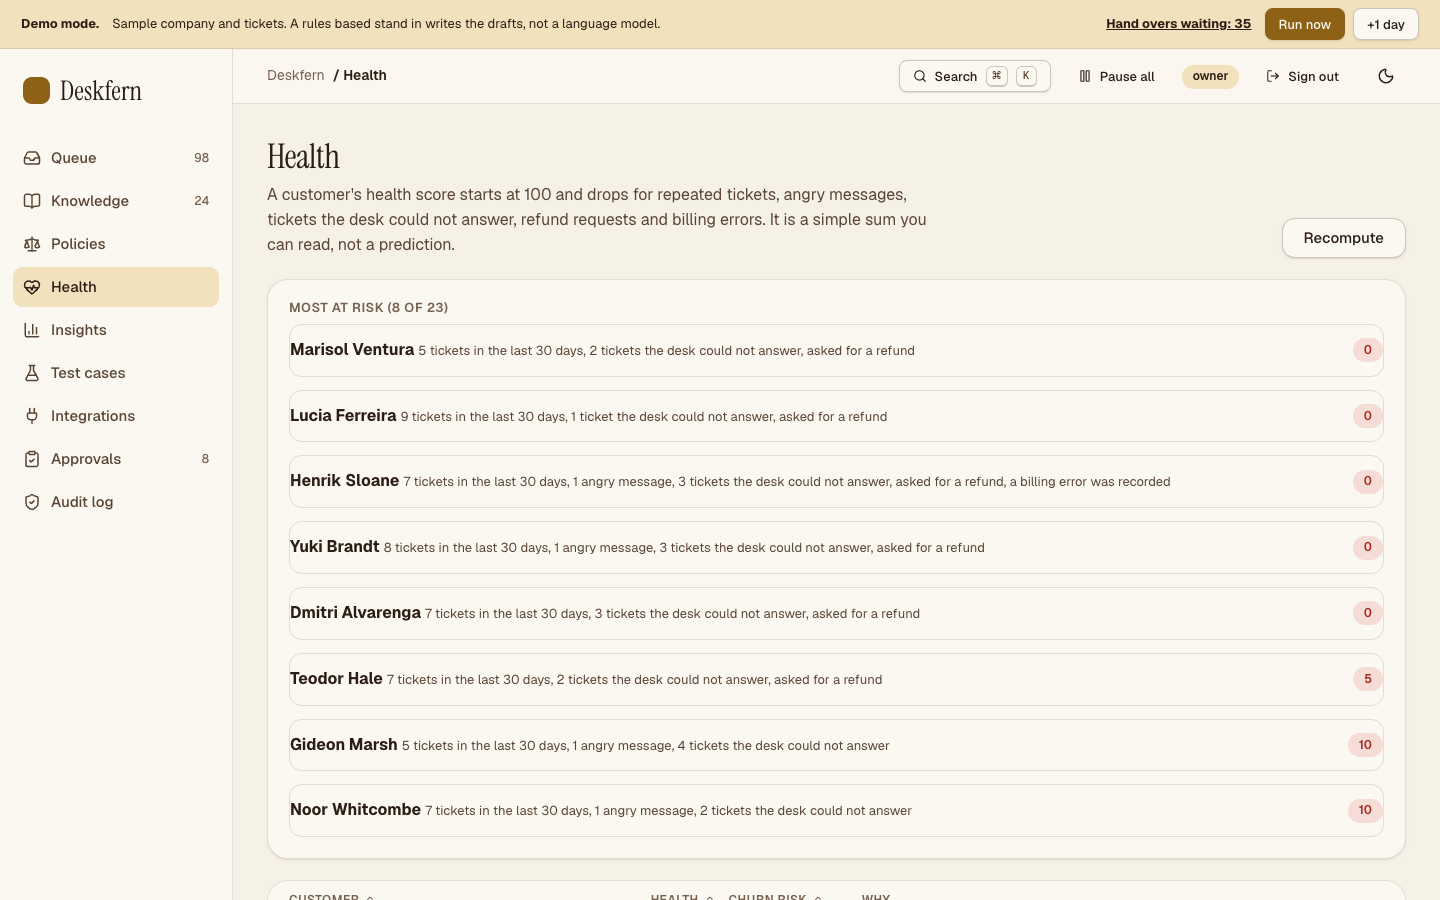 Demo mode. Sample company and tickets. A rules based stand in writes the drafts, not a language model.
Hand overs waiting: 35
Run now
+1 day
Deskfern
Deskfern / Health
Search ⌘ K
Pause all
owner
Sign out
Queue 98
Knowledge 24
Policies
Health
Insights
Test cases
Integrations
Approvals 8
Audit log
Health
A customer's health score starts at 100 and drops for repeated tickets, angry messages,
tickets the desk could not answer, refund requests and billing errors. It is a simple sum you
can read, not a prediction.
Recompute
MOST AT RISK (8 OF 23)
Marisol Ventura 5 tickets in the last 30 days, 2 tickets the desk could not answer, asked for a refund 0
Lucia Ferreira 9 tickets in the last 30 days, 1 ticket the desk could not answer, asked for a refund 0
Henrik Sloane 7 tickets in the last 30 days, 1 angry message, 3 tickets the desk could not answer, asked for a refund, a billing error was recorded 0
Yuki Brandt 8 tickets in the last 30 days, 1 angry message, 3 tickets the desk could not answer, asked for a refund 0
Dmitri Alvarenga 7 tickets in the last 30 days, 3 tickets the desk could not answer, asked for a refund 0
Teodor Hale 7 tickets in the last 30 days, 2 tickets the desk could not answer, asked for a refund 5
Gideon Marsh 5 tickets in the last 30 days, 1 angry message, 4 tickets the desk could not answer 10
Noor Whitcombe 7 tickets in the last 30 days, 1 angry message, 2 tickets the desk could not answer 10
CUSTOMER HEALTH CHURN RISK WHY